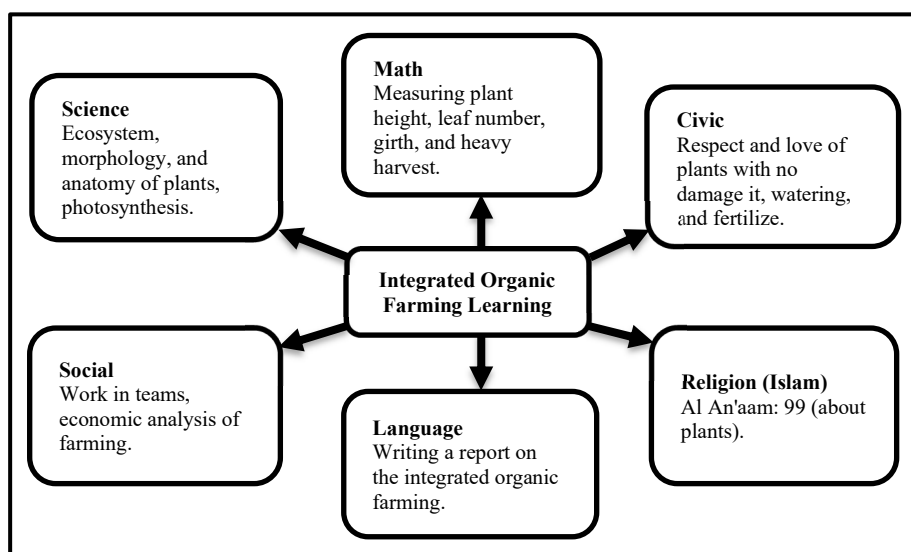 Math
Measuring plant
height, leaf number,
girth, and heavy
harvest.
Science
Ecosystem,
morphology, and
anatomy of plants,
photosynthesis.
Civic
Respect and love of
plants with no
damage it, watering,
and fertilize.
Integrated Organic
Farming Learning
Social
Work in teams,
economic analysis of
farming.
Language
Writing a report on
the integrated organic
farming.
Religion (Islam)
Al An'aam: 99 (about
plants).